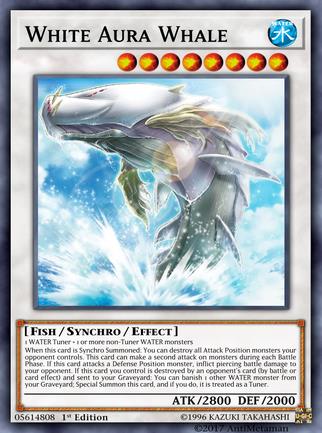 WHITE AURA WHALE
WATER
水
[FISH / SYNCHRO / EFFECT]
1 WATER Tuner + 1 or more non-Tuner WATER monsters
When this card is Synchro Summoned: You can destroy all Attack Position monsters your
opponent controls. This card can make a second attack on monsters during each Battle
Phase. If this card attacks a Defense Position monster, inflict piercing battle damage to
your opponent. If this card you control is destroyed by an opponent's card (by battle or
card effect) and sent to your Graveyard: You can banish 1 other WATER monster from
your Graveyard; Special Summon this card, and if you do, it is treated as a Tuner.
ATK/2800 DEF/2000
05614808 1st Edition ©1996 KAZUKI TAKAHASHI
©2017 AntiMetaman